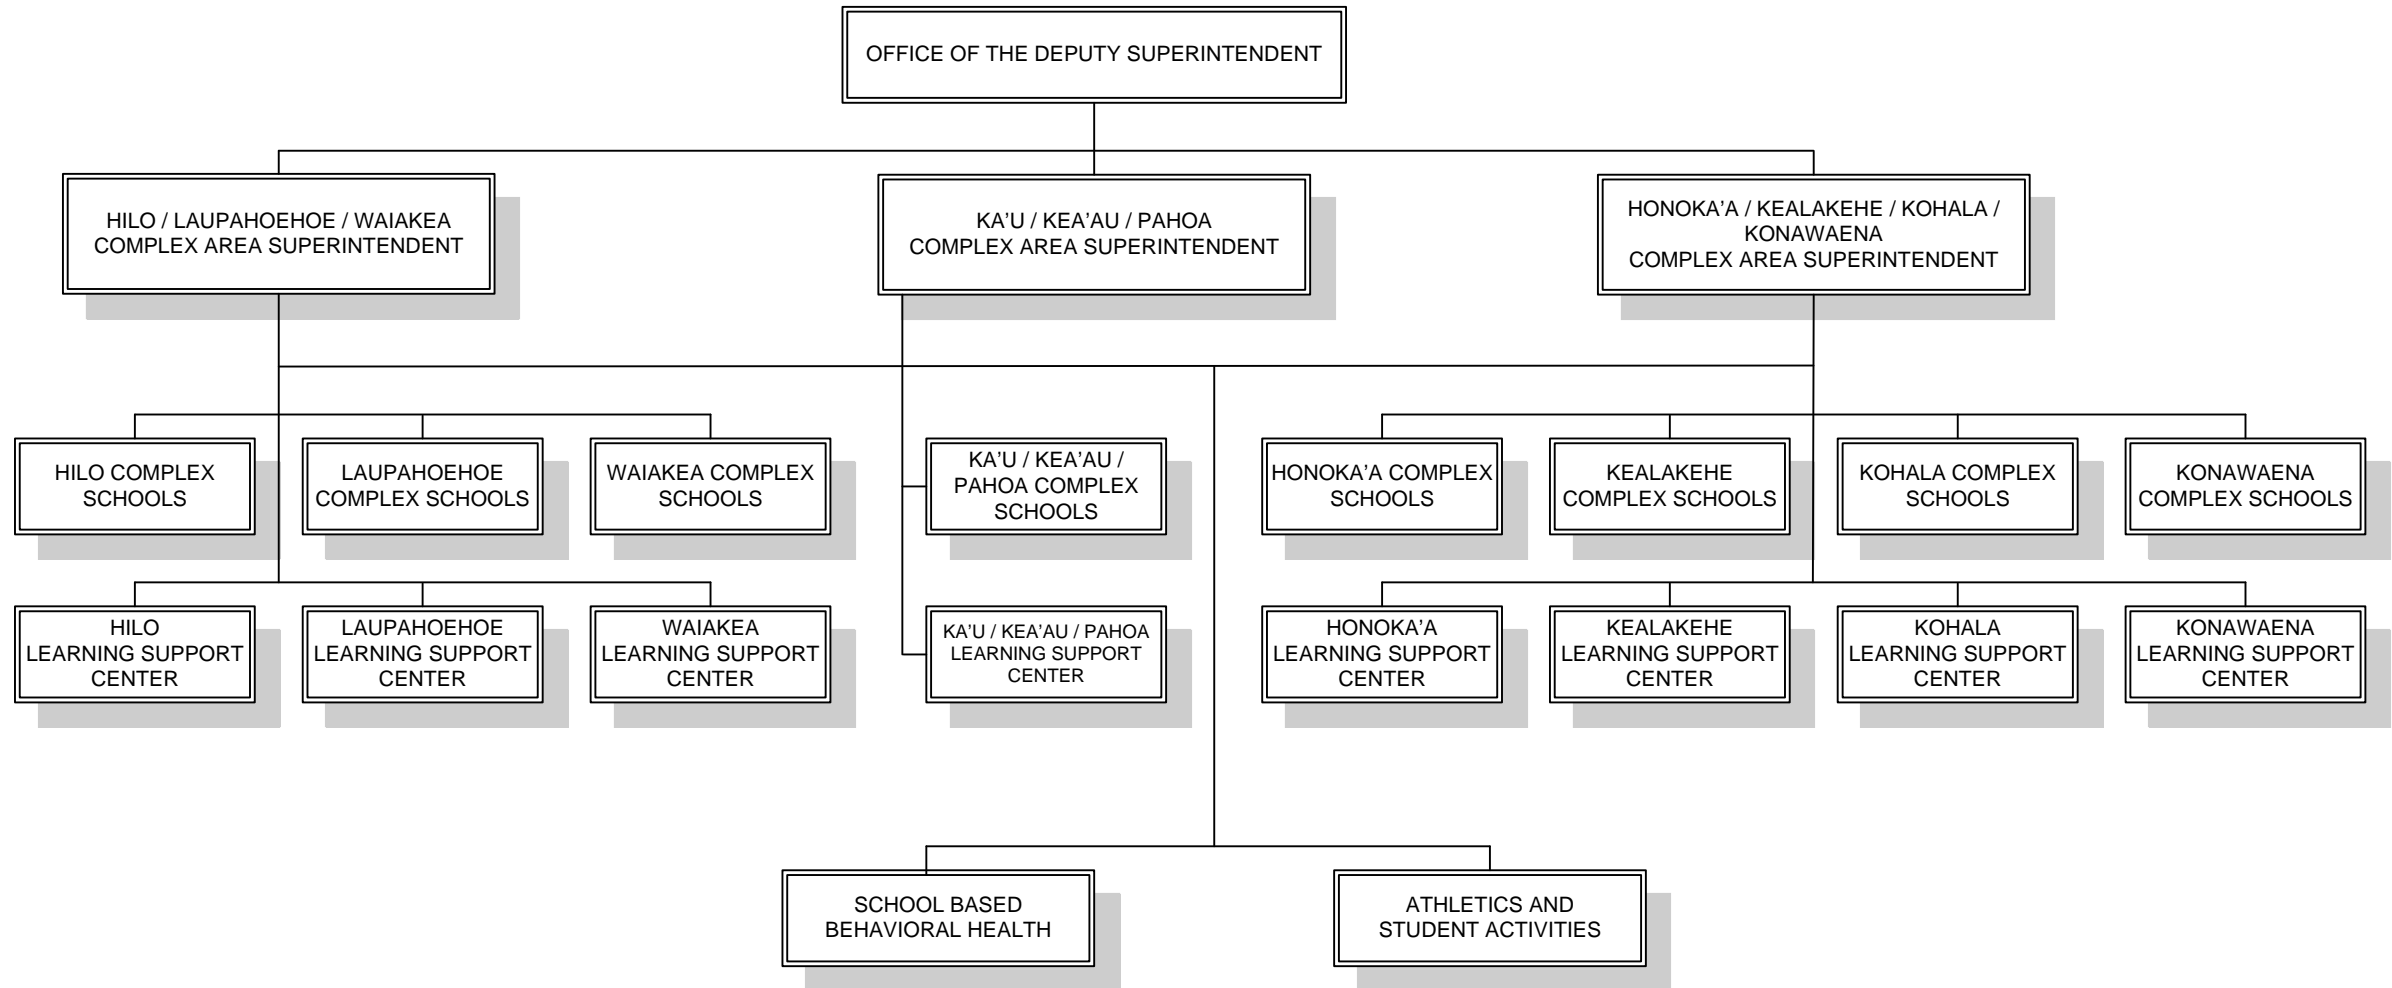 OFFICE OF THE DEPUTY SUPERINTENDENT
HILO / LAUPAHOEHOE / WAIAKEA
COMPLEX AREA SUPERINTENDENT
KA’U / KEA’AU / PAHOA
COMPLEX AREA SUPERINTENDENT
HONOKA’A / KEALAKEHE / KOHALA /
KONAWAENA
COMPLEX AREA SUPERINTENDENT
HILO COMPLEX
SCHOOLS
LAUPAHOEHOE
COMPLEX SCHOOLS
WAIAKEA COMPLEX
SCHOOLS
KA’U / KEA’AU /
PAHOA COMPLEX
SCHOOLS
HONOKA’A COMPLEX
SCHOOLS
KEALAKEHE
COMPLEX SCHOOLS
KOHALA COMPLEX
SCHOOLS
KONAWAENA
COMPLEX SCHOOLS
HILO
LEARNING SUPPORT
CENTER
LAUPAHOEHOE
LEARNING SUPPORT
CENTER
WAIAKEA
LEARNING SUPPORT
CENTER
KA’U / KEA’AU / PAHOA
LEARNING SUPPORT
CENTER
HONOKA’A
LEARNING SUPPORT
CENTER
KEALAKEHE
LEARNING SUPPORT
CENTER
KOHALA
LEARNING SUPPORT
CENTER
KONAWAENA
LEARNING SUPPORT
CENTER
SCHOOL BASED
BEHAVIORAL HEALTH
ATHLETICS AND
STUDENT ACTIVITIES